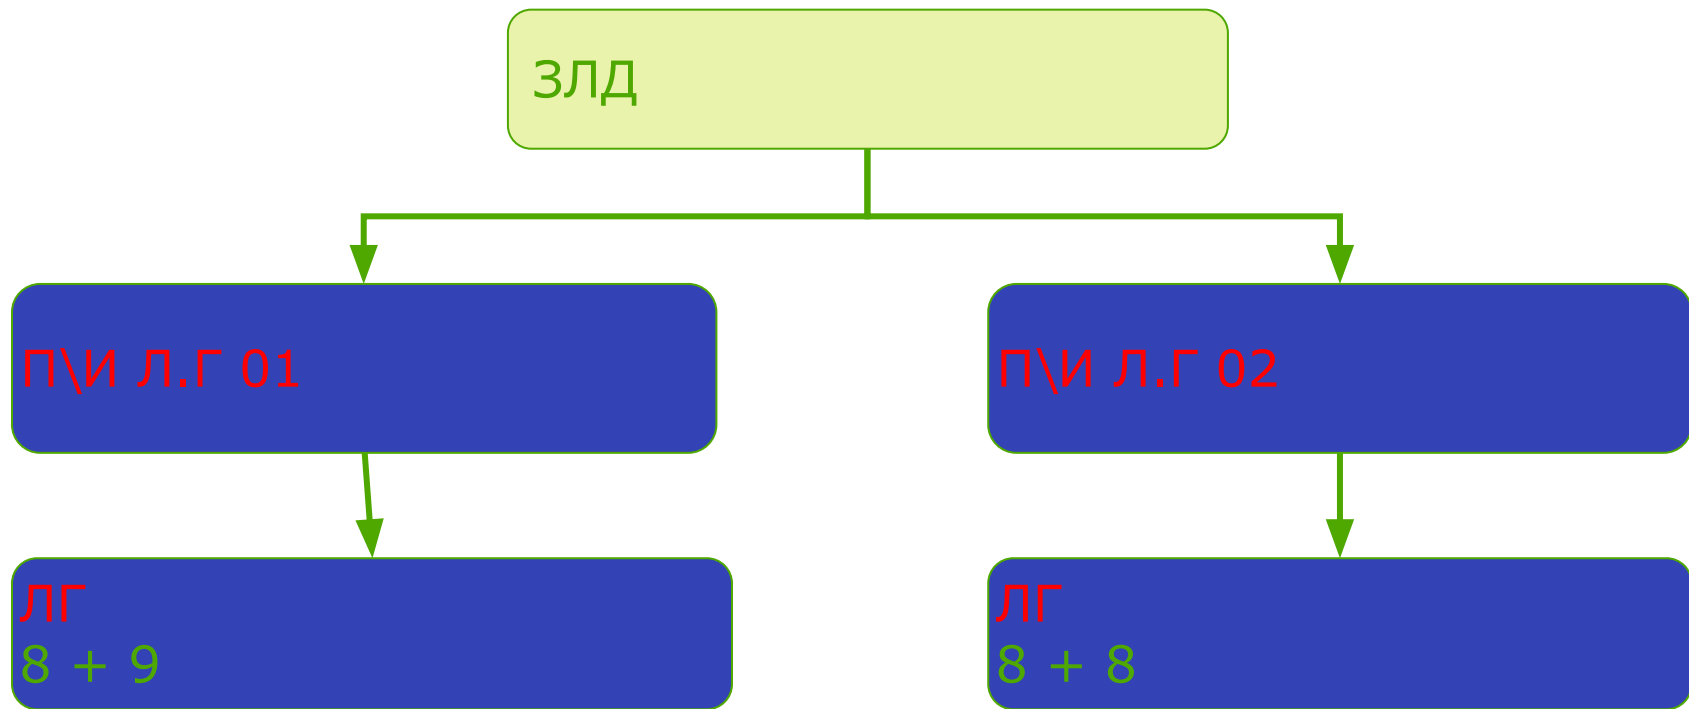 ЗЛД
П\И Л.Г 01
П\И Л.Г 02
ЛГ
8 + 9
ЛГ
8 + 8